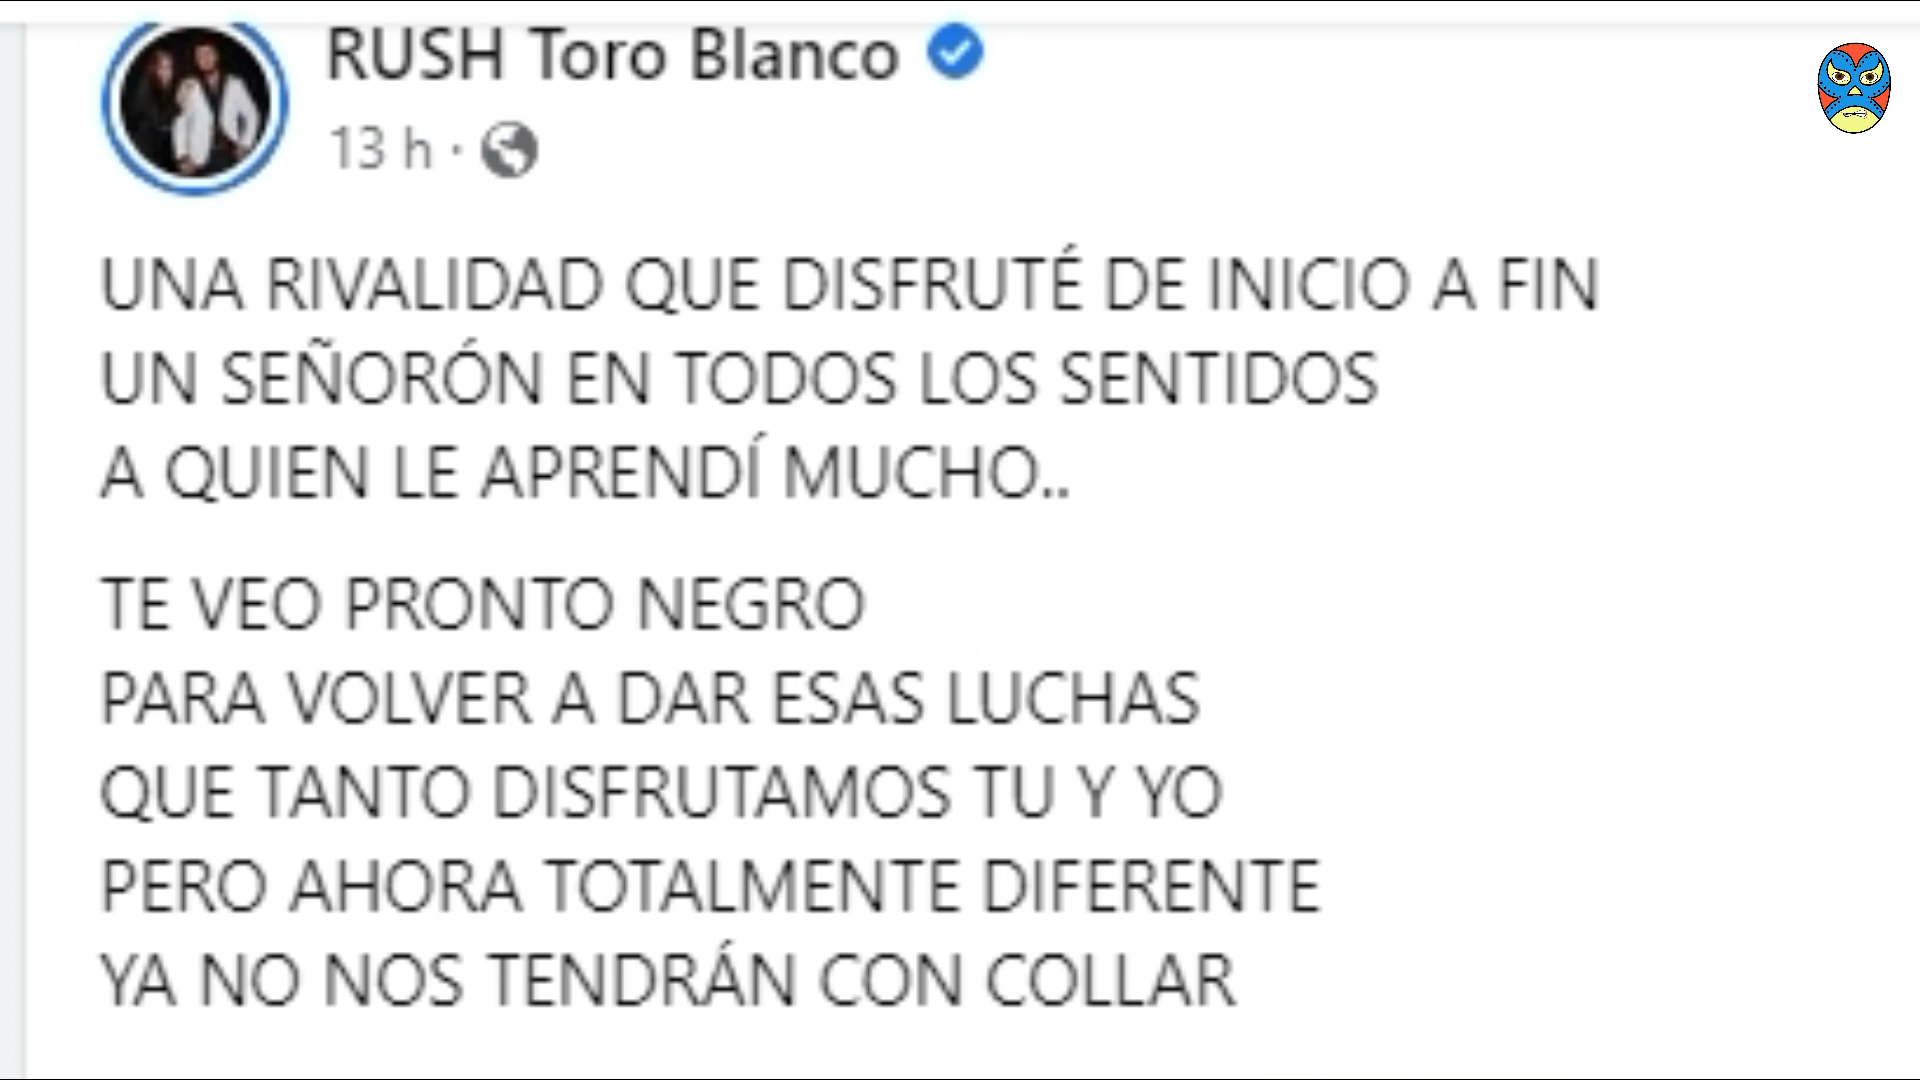 RUSH Toro Blanco
13 h ·
UNA RIVALIDAD QUE DISFRUTÉ DE INICIO A FIN
UN SEÑORÓN EN TODOS LOS SENTIDOS
A QUIEN LE APRENDÍ MUCHO..
TE VEO PRONTO NEGRO
PARA VOLVER A DAR ESAS LUCHAS
QUE TANTO DISFRUTAMOS TU Y YO
PERO AHORA TOTALMENTE DIFERENTE
YA NO NOS TENDRÁN CON COLLAR